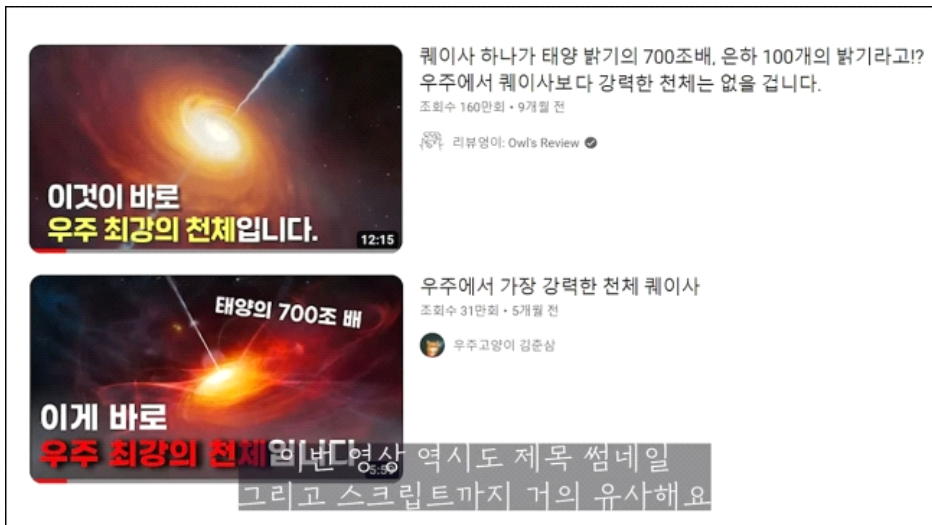 퀘이사 하나가 태양 밝기의 700조배, 은하 100개의 밝기라고!?
우주에서 퀘이사보다 강력한 천체는 없을 겁니다.
조회수 160만회 • 9개월 전
리뷰엉이: Owl's Review
이것이 바로
우주 최강의 천체입니다.
12:15
우주에서 가장 강력한 천체 퀘이사
조회수 31만회 • 5개월 전
우주고양이 김춘삼
태양의 700조 배
이게 바로
우주 최강의 천체입니다.
이번 영상 역시도 제목 썸네일
그리고 스크립트까지 거의 유사해요